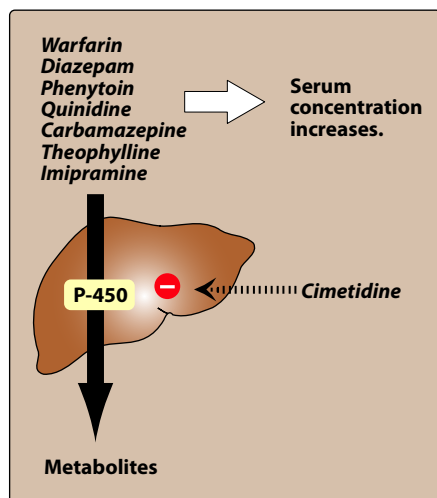 Warfarin
Diazepam
Phenytoin
Quinidine
Carbamazepine
Theophylline
Imipramine
Serum
concentration
increases.
P-450
Cimetidine
Metabolites